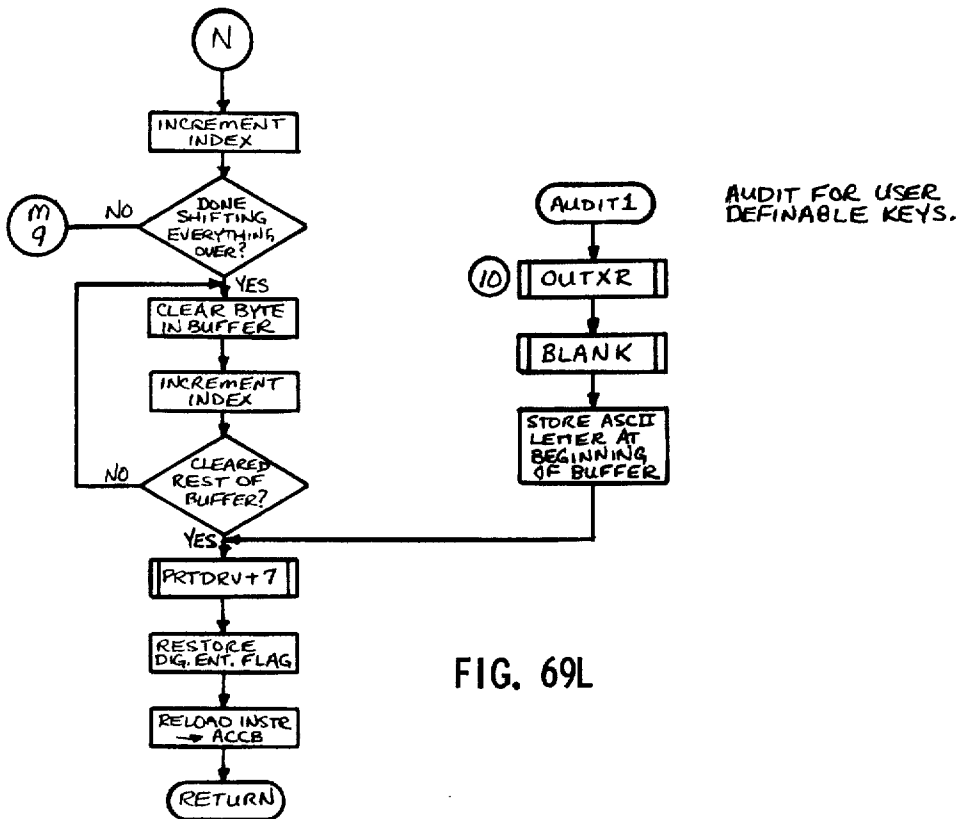 N
INCREMENT
INDEX
DONE
SHIFTING
EVERYTHING
OVER?
NO
M
9
YES
CLEAR BYTE
IN BUFFER
INCREMENT
INDEX
CLEARED
REST OF
BUFFER?
NO
YES
PRTDRV+7
RESTORE
DIG. ENT. FLAG
RELOAD INSTR
→ ACCB
RETURN
AUDIT1
10
OUTXR
BLANK
STORE ASCII
LETTER AT
BEGINNING
OF BUFFER
AUDIT FOR USER
DEFINABLE KEYS.
FIG. 69L